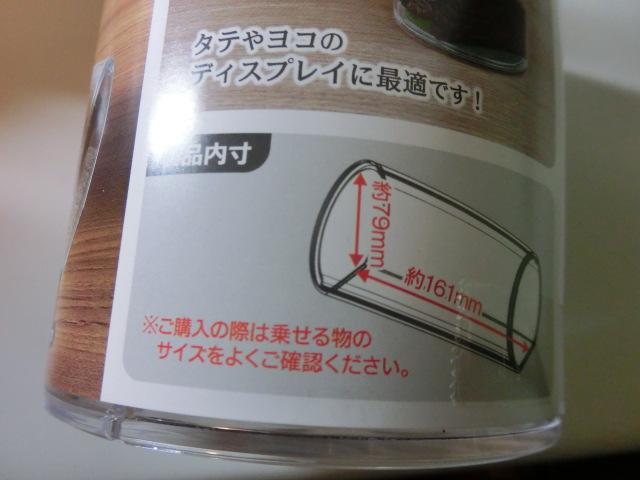 タテやヨコの
ディスプレイに最適です!
品内寸
約79mm
約161mm
※ご購入の際は乗せる物の
サイズをよくご確認ください。